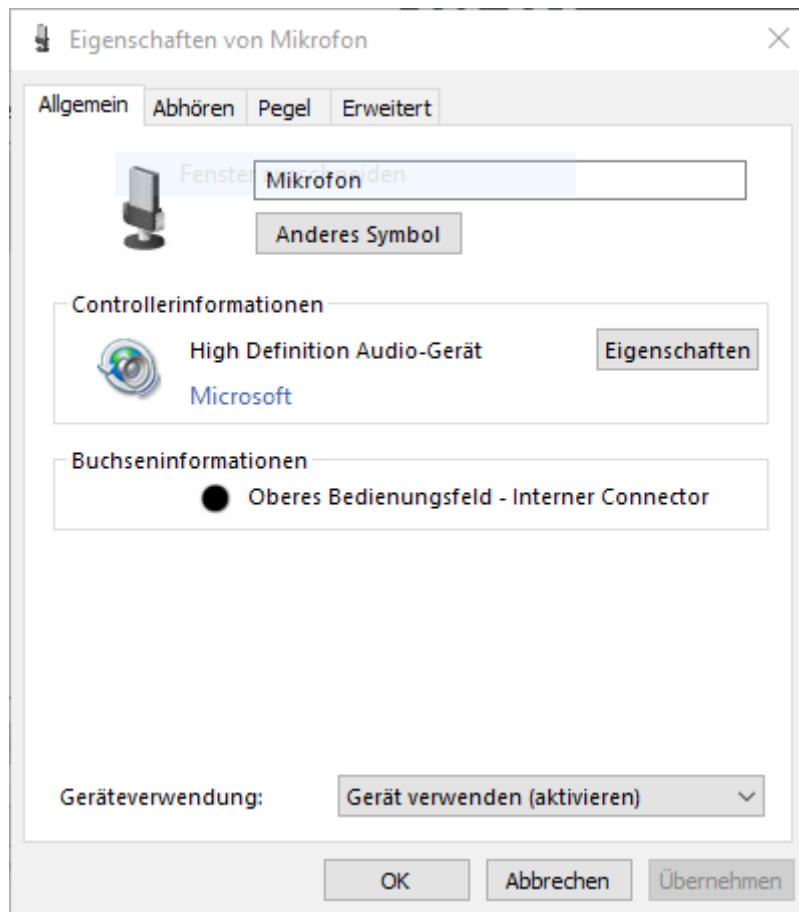 Eigenschaften von Mikrofon
Allgemein Abhören Pegel Erweitert
Fenster ausschneiden
Mikrofon
Anderes Symbol
Controllerinformationen
High Definition Audio-Gerät
Eigenschaften
Microsoft
Buchseninformationen
Oberes Bedienungsfeld - Interner Connector
Geräteverwendung:
Gerät verwenden (aktivieren)
OK Abbrechen Übernehmen